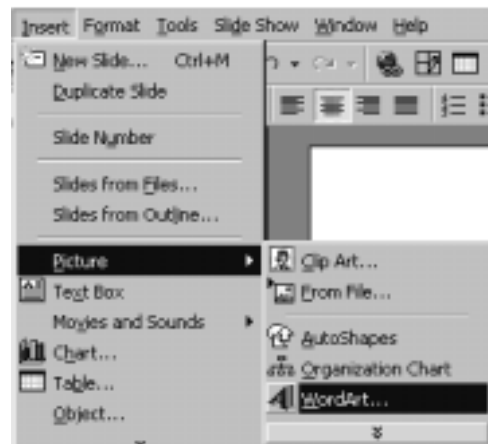 Insert Format Tools Slide Show Window Help
New Slide... Ctrl+M
Duplicate Slide
Slide Number
Slides from Files...
Slides from Outline...
Picture
Clip Art...
Text Box
From File...
Movies and Sounds
AutoShapes
Chart...
Organization Chart
Table...
WordArt...
Object...